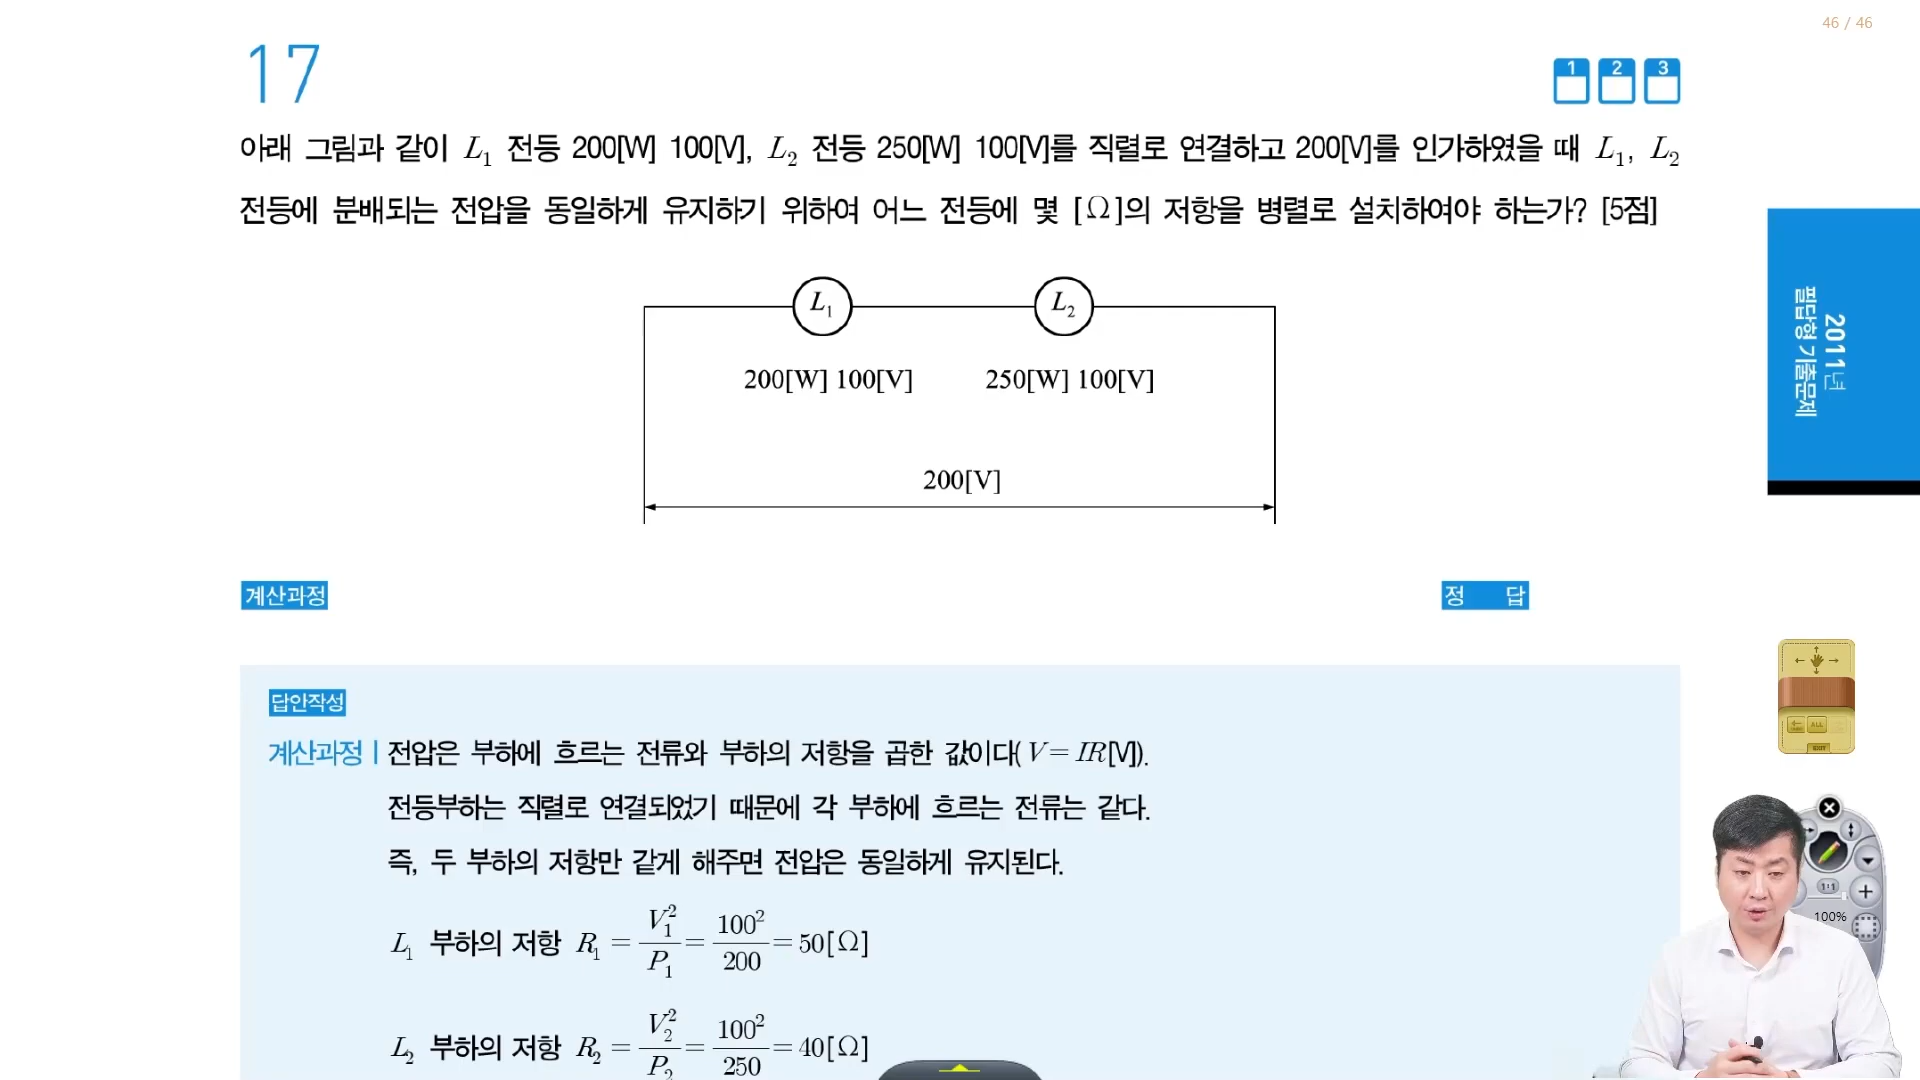 46 / 46
17
1 2 3
아래 그림과 같이 L₁ 전등 200[W] 100[V], L₂ 전등 250[W] 100[V]를 직렬로 연결하고 200[V]를 인가하였을 때 L₁, L₂
전등에 분배되는 전압을 동일하게 유지하기 위하여 어느 전등에 몇 [Ω]의 저항을 병렬로 설치하여야 하는가? [5점]
L₁ L₂
200[W] 100[V] 250[W] 100[V]
200[V]
2011년
필답형 기출문제
계산과정 정 답
답안작성
계산과정 | 전압은 부하에 흐르는 전류와 부하의 저항을 곱한 값이다(V=IR[V]).
전등부하는 직렬로 연결되었기 때문에 각 부하에 흐르는 전류는 같다.
즉, 두 부하의 저항만 같게 해주면 전압은 동일하게 유지된다.
L₁ 부하의 저항 R₁ = V₁²/P₁ = 100²/200 = 50[Ω]
L₂ 부하의 저항 R₂ = V₂²/P₂ = 100²/250 = 40[Ω]
ALL
1:1
100%